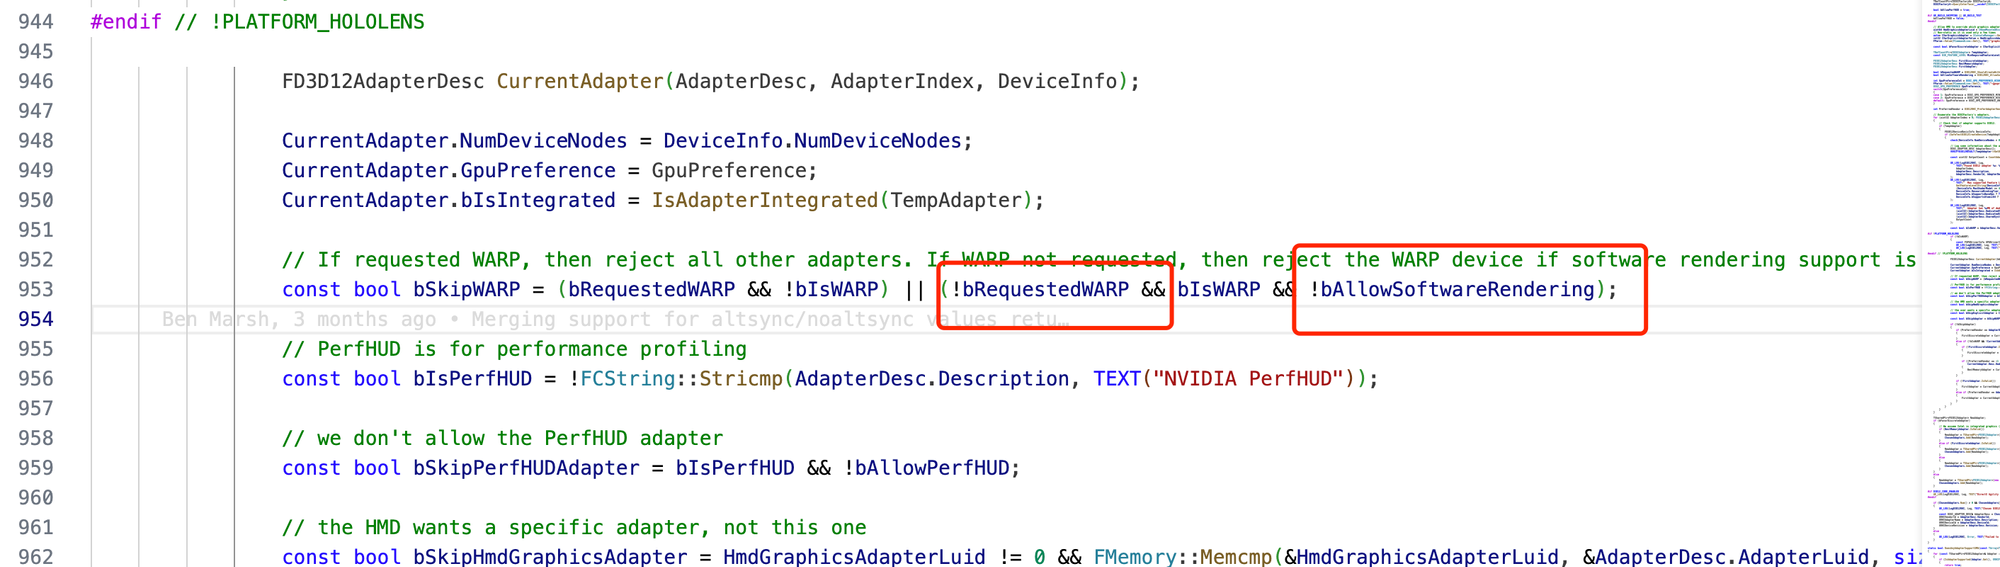 944 #endif // !PLATFORM_HOLOLENS
945
946 FD3D12AdapterDesc CurrentAdapter(AdapterDesc, AdapterIndex, DeviceInfo);
947
948 CurrentAdapter.NumDeviceNodes = DeviceInfo.NumDeviceNodes;
949 CurrentAdapter.GpuPreference = GpuPreference;
950 CurrentAdapter.bIsIntegrated = IsAdapterIntegrated(TempAdapter);
951
952 // If requested WARP, then reject all other adapters. If WARP not requested, then reject the WARP device if software rendering support is
953 const bool bSkipWARP = (bRequestedWARP && !bIsWARP) || (!bRequestedWARP && bIsWARP && !bAllowSoftwareRendering);
954 Ben Marsh, 3 months ago • Merging support for altsync/noaltsync values retu…
955 // PerfHUD is for performance profiling
956 const bool bIsPerfHUD = !FCString::Stricmp(AdapterDesc.Description, TEXT("NVIDIA PerfHUD"));
957
958 // we don't allow the PerfHUD adapter
959 const bool bSkipPerfHUDAdapter = bIsPerfHUD && !bAllowPerfHUD;
960
961 // the HMD wants a specific adapter, not this one
962 const bool bSkipHmdGraphicsAdapter = HmdGraphicsAdapterLuid != 0 && FMemory::Memcmp(&HmdGraphicsAdapterLuid, &AdapterDesc.AdapterLuid, siz